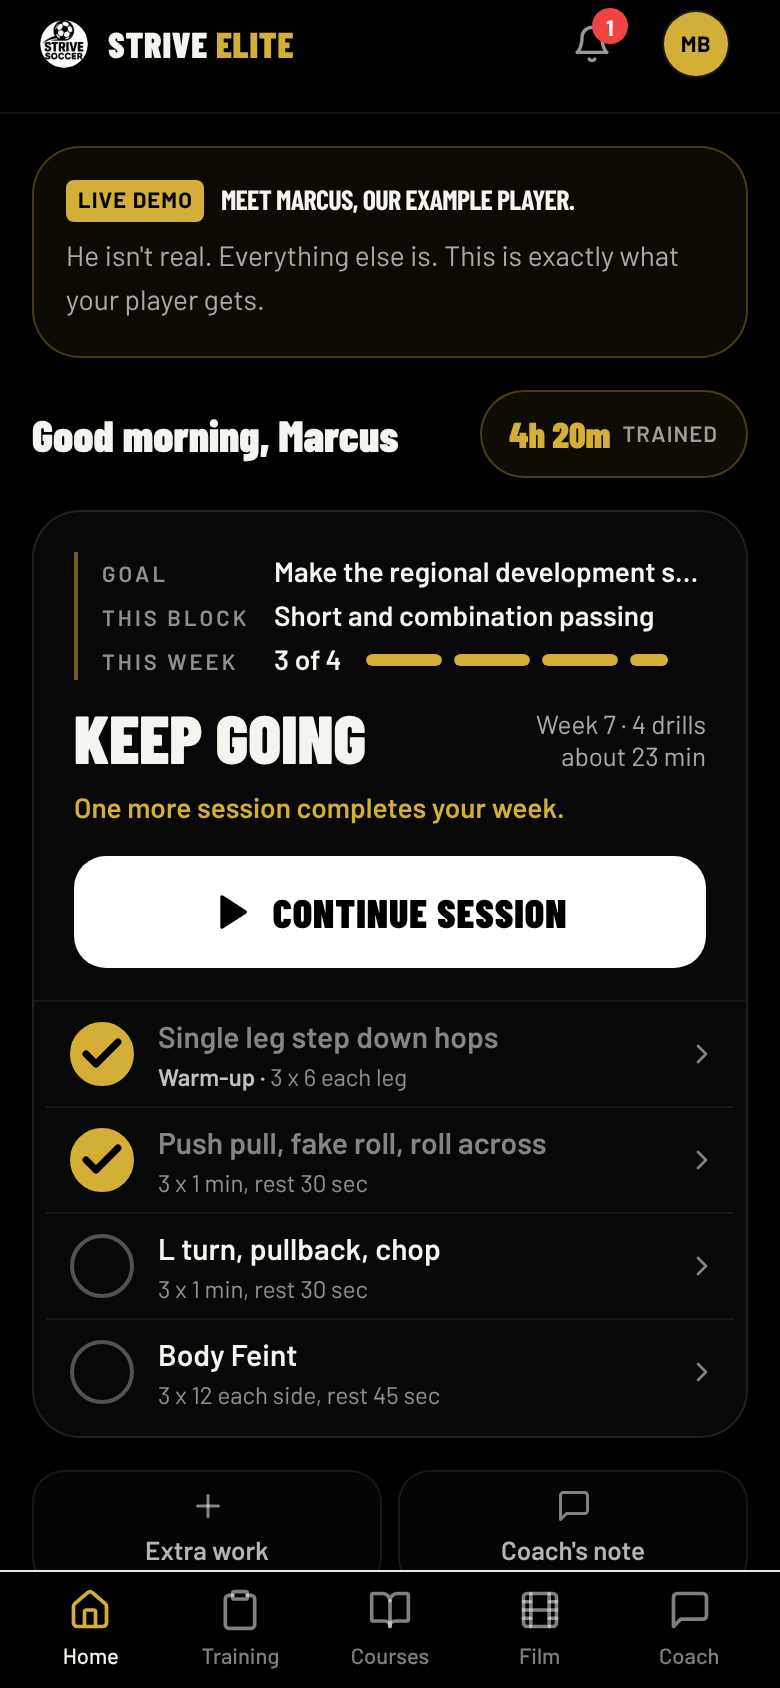 STRIVE
SOCCER
STRIVE ELITE
1
MB
LIVE DEMO
MEET MARCUS, OUR EXAMPLE PLAYER.
He isn't real. Everything else is. This is exactly what
your player gets.
Good morning, Marcus
4h 20m TRAINED
GOAL Make the regional development s...
THIS BLOCK Short and combination passing
THIS WEEK 3 of 4
KEEP GOING
Week 7 · 4 drills
about 23 min
One more session completes your week.
CONTINUE SESSION
Single leg step down hops
Warm-up · 3 x 6 each leg
Push pull, fake roll, roll across
3 x 1 min, rest 30 sec
L turn, pullback, chop
3 x 1 min, rest 30 sec
Body Feint
3 x 12 each side, rest 45 sec
Extra work
Coach's note
Home
Training
Courses
Film
Coach